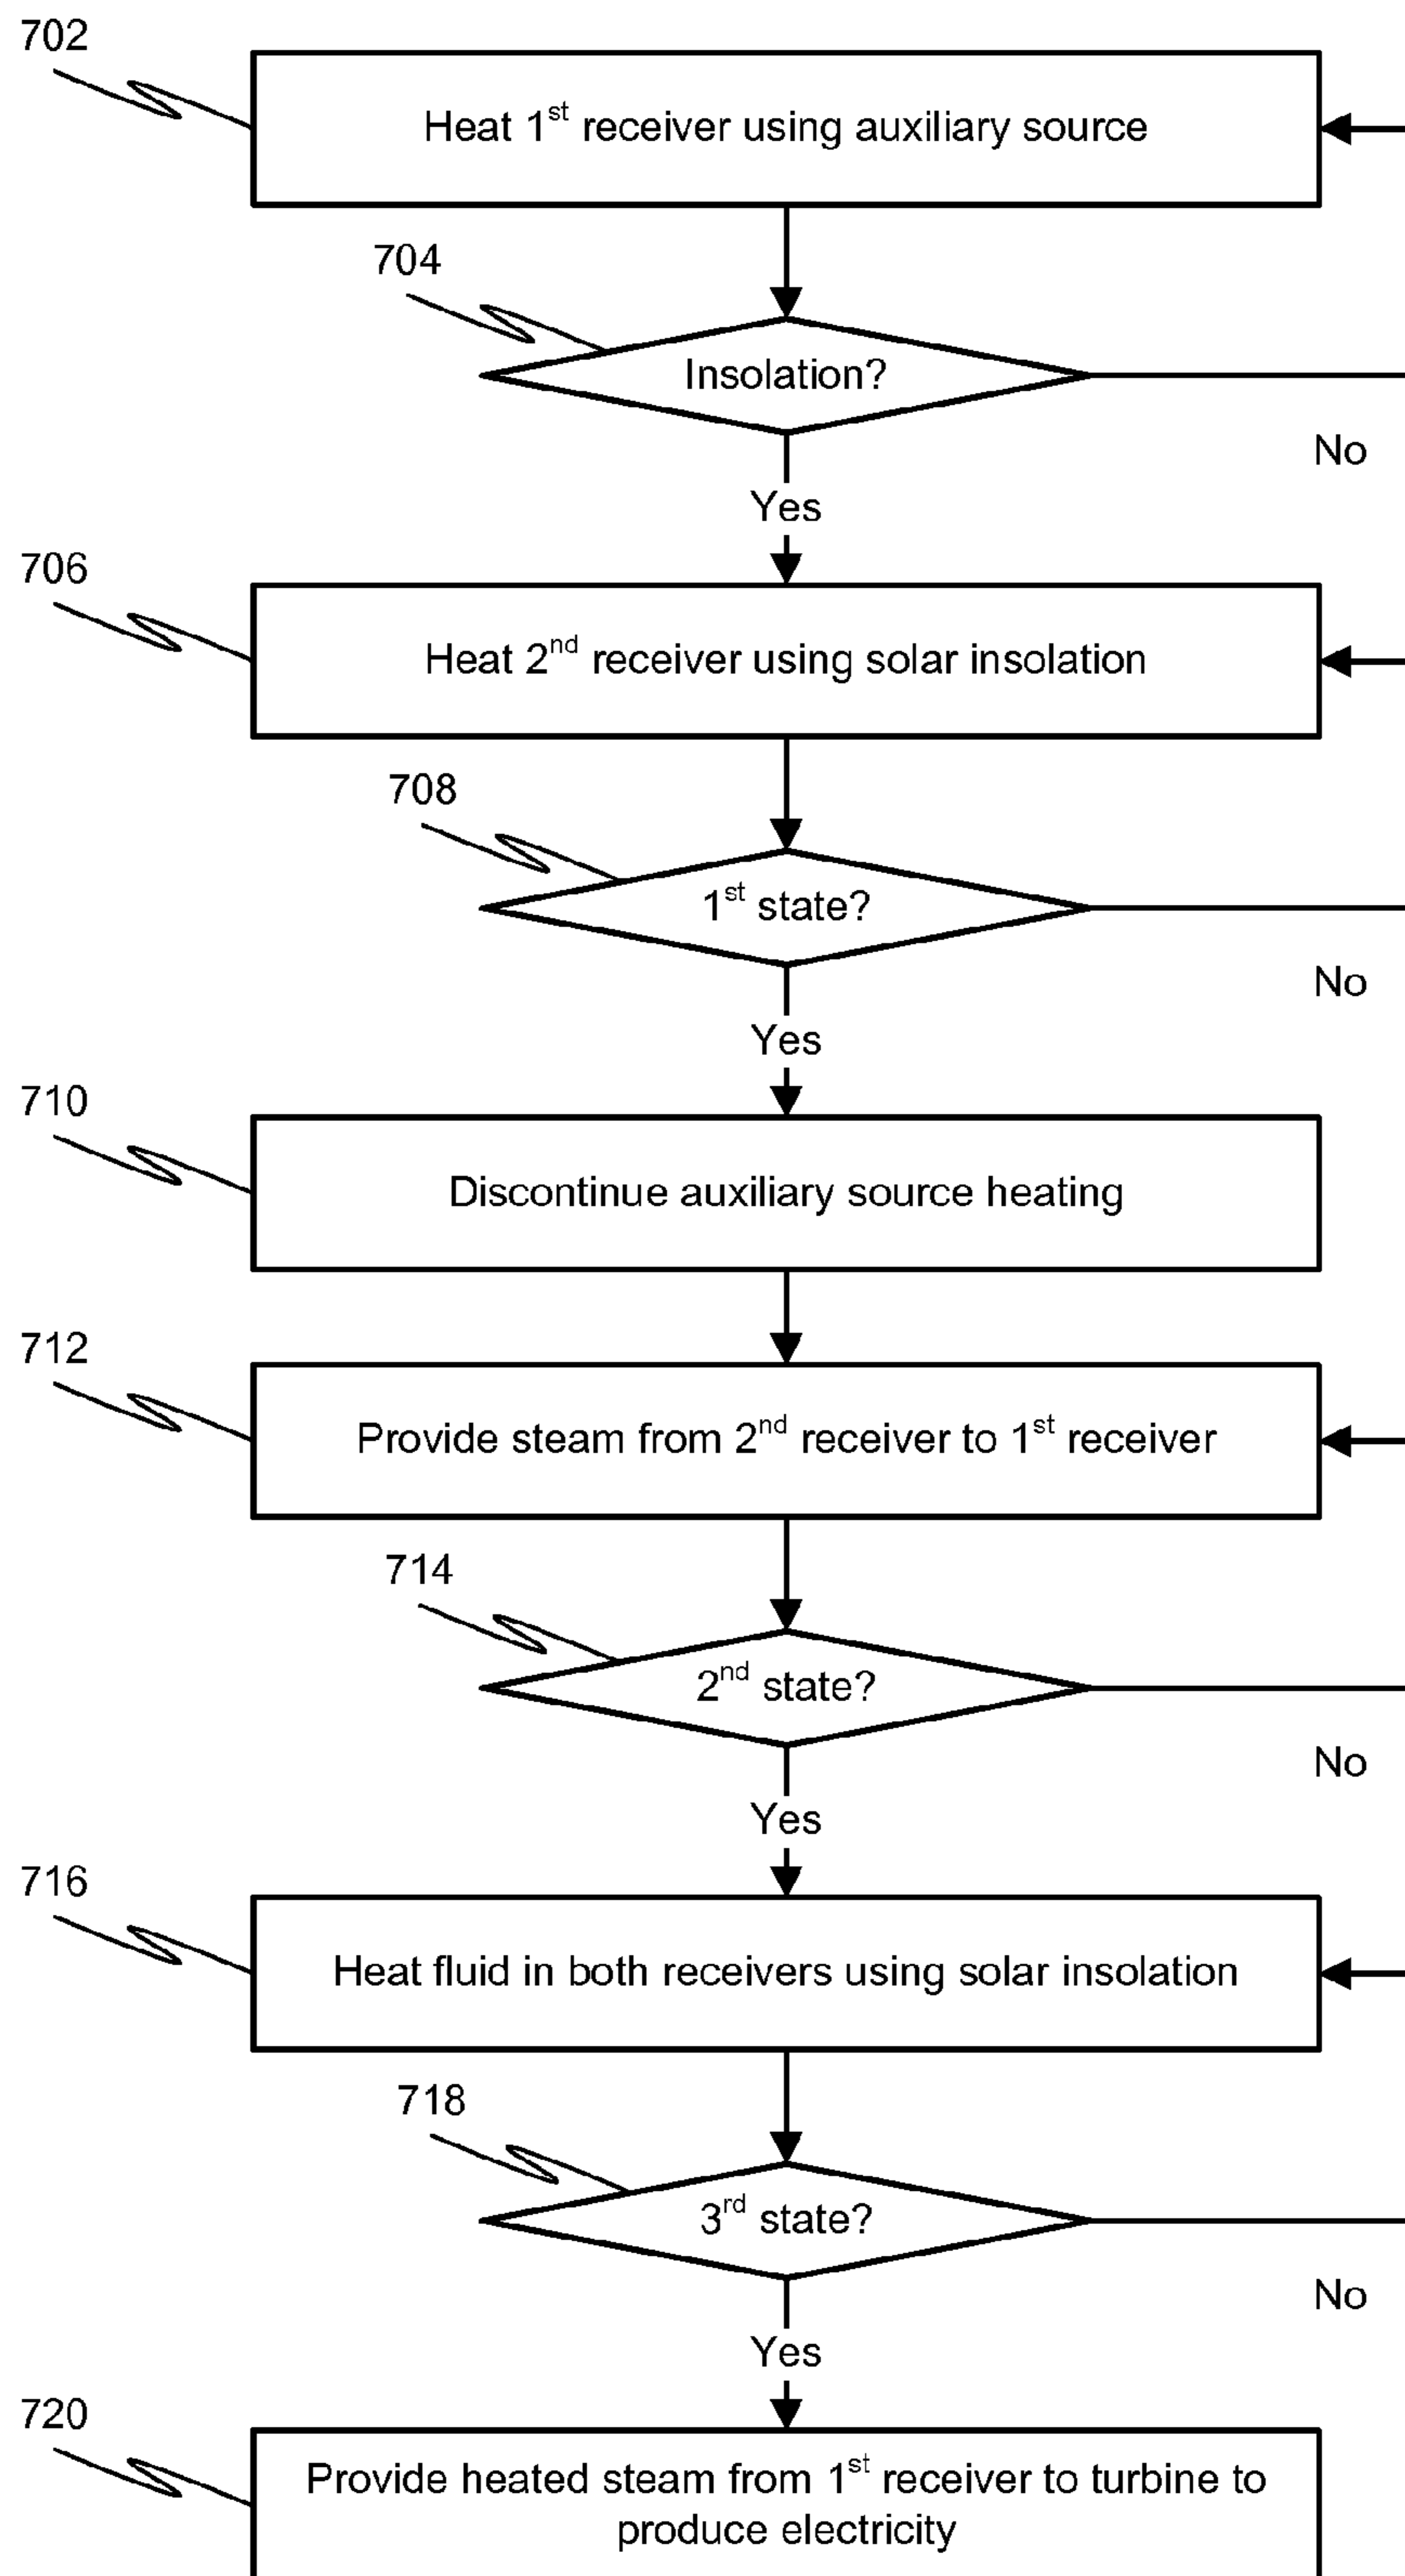 702
Heat 1st receiver using auxiliary source
704
Insolation?
No
Yes
706
Heat 2nd receiver using solar insolation
708
1st state?
No
Yes
710
Discontinue auxiliary source heating
712
Provide steam from 2nd receiver to 1st receiver
714
2nd state?
No
Yes
716
Heat fluid in both receivers using solar insolation
718
3rd state?
No
Yes
720
Provide heated steam from 1st receiver to turbine to
produce electricity